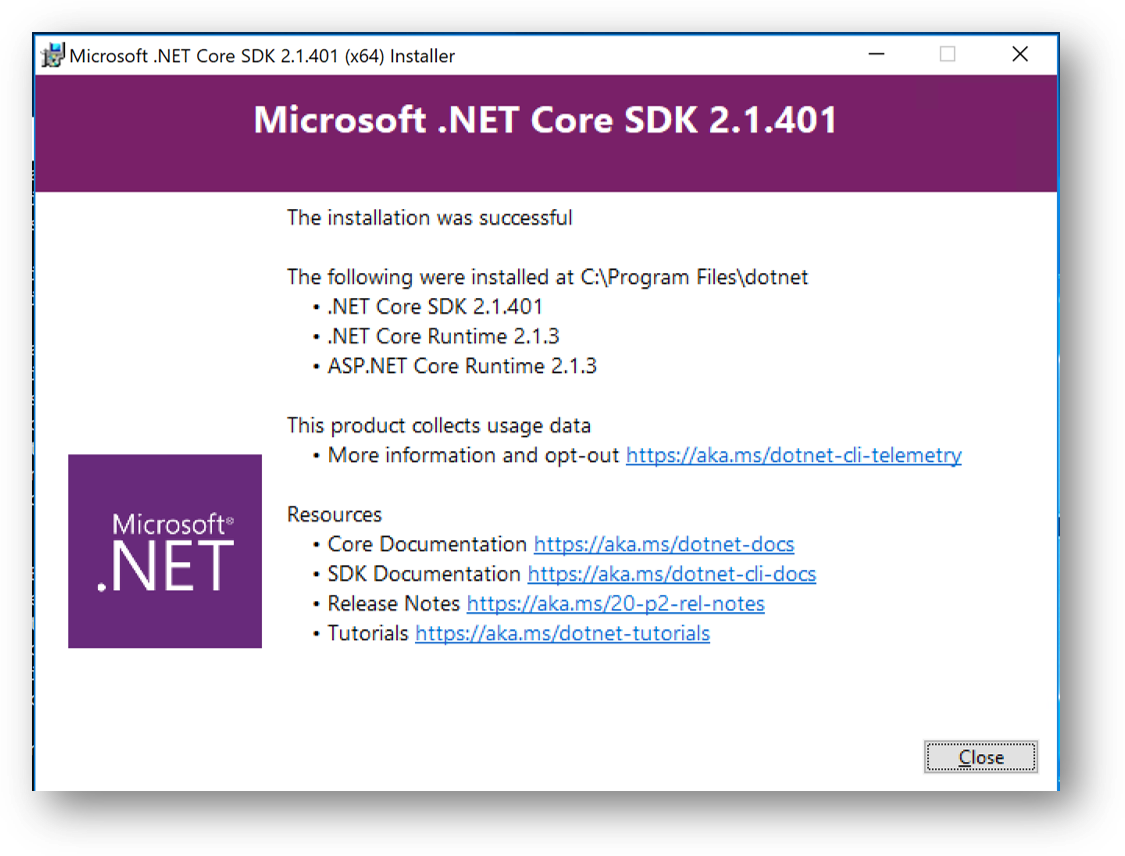 Microsoft .NET Core SDK 2.1.401 (x64) Installer
Microsoft .NET Core SDK 2.1.401
The installation was successful
The following were installed at C:\Program Files\dotnet
• .NET Core SDK 2.1.401
• .NET Core Runtime 2.1.3
• ASP.NET Core Runtime 2.1.3
This product collects usage data
• More information and opt-out https://aka.ms/dotnet-cli-telemetry
Resources
• Core Documentation https://aka.ms/dotnet-docs
• SDK Documentation https://aka.ms/dotnet-cli-docs
• Release Notes https://aka.ms/20-p2-rel-notes
• Tutorials https://aka.ms/dotnet-tutorials
Microsoft®
.NET
Close